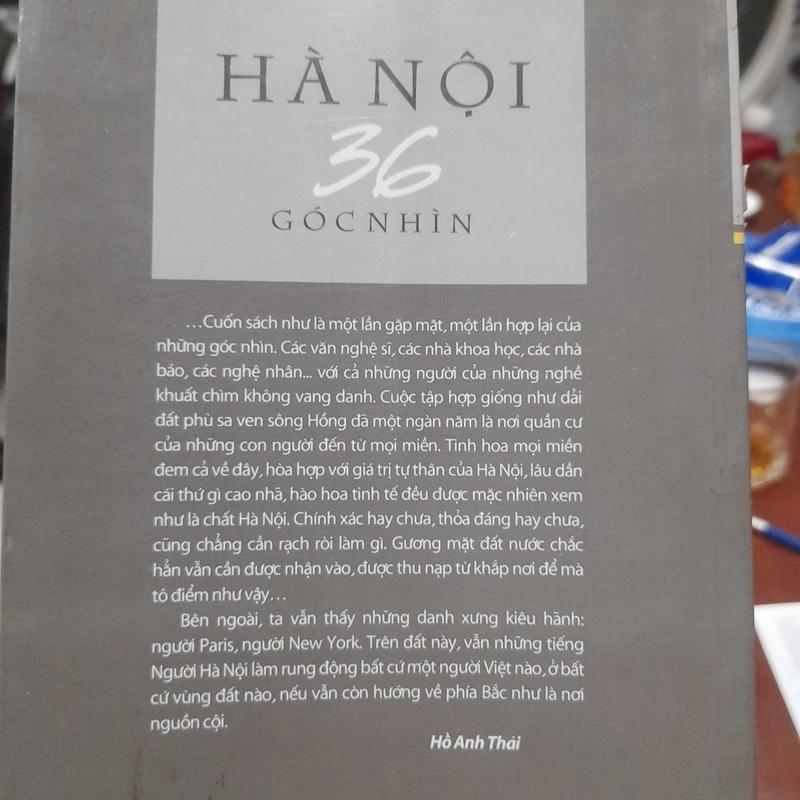 HÀ NỘI
36
GÓC NHÌN
...Cuốn sách như là một lần gặp mặt, một lần hợp lại của
những góc nhìn. Các văn nghệ sĩ, các nhà khoa học, các nhà
báo, các nghệ nhân... với cả những người của những nghề
khuất chìm không vang danh. Cuộc tập hợp giống như dải
đất phù sa ven sông Hồng đã một ngàn năm là nơi quần cư
của những con người đến từ mọi miền. Tinh hoa mọi miền
đem cả về đây, hòa hợp với giá trị tự thân của Hà Nội, lâu dần
cái thứ gì cao nhã, hào hoa tinh tế đều được mặc nhiên xem
như là chất Hà Nội. Chính xác hay chưa, thỏa đáng hay chưa,
cũng chẳng cần rạch ròi làm gì. Gương mặt đất nước chắc
hẳn vẫn cần được nhận vào, được thu nạp từ khắp nơi để mà
tô điểm như vậy...
Bên ngoài, ta vẫn thấy những danh xưng kiêu hãnh:
người Paris, người New York. Trên đất này, vẫn những tiếng
Người Hà Nội làm rung động bất cứ một người Việt nào, ở bất
cứ vùng đất nào, nếu vẫn còn hướng về phía Bắc như là nơi
nguồn cội.
Hồ Anh Thái